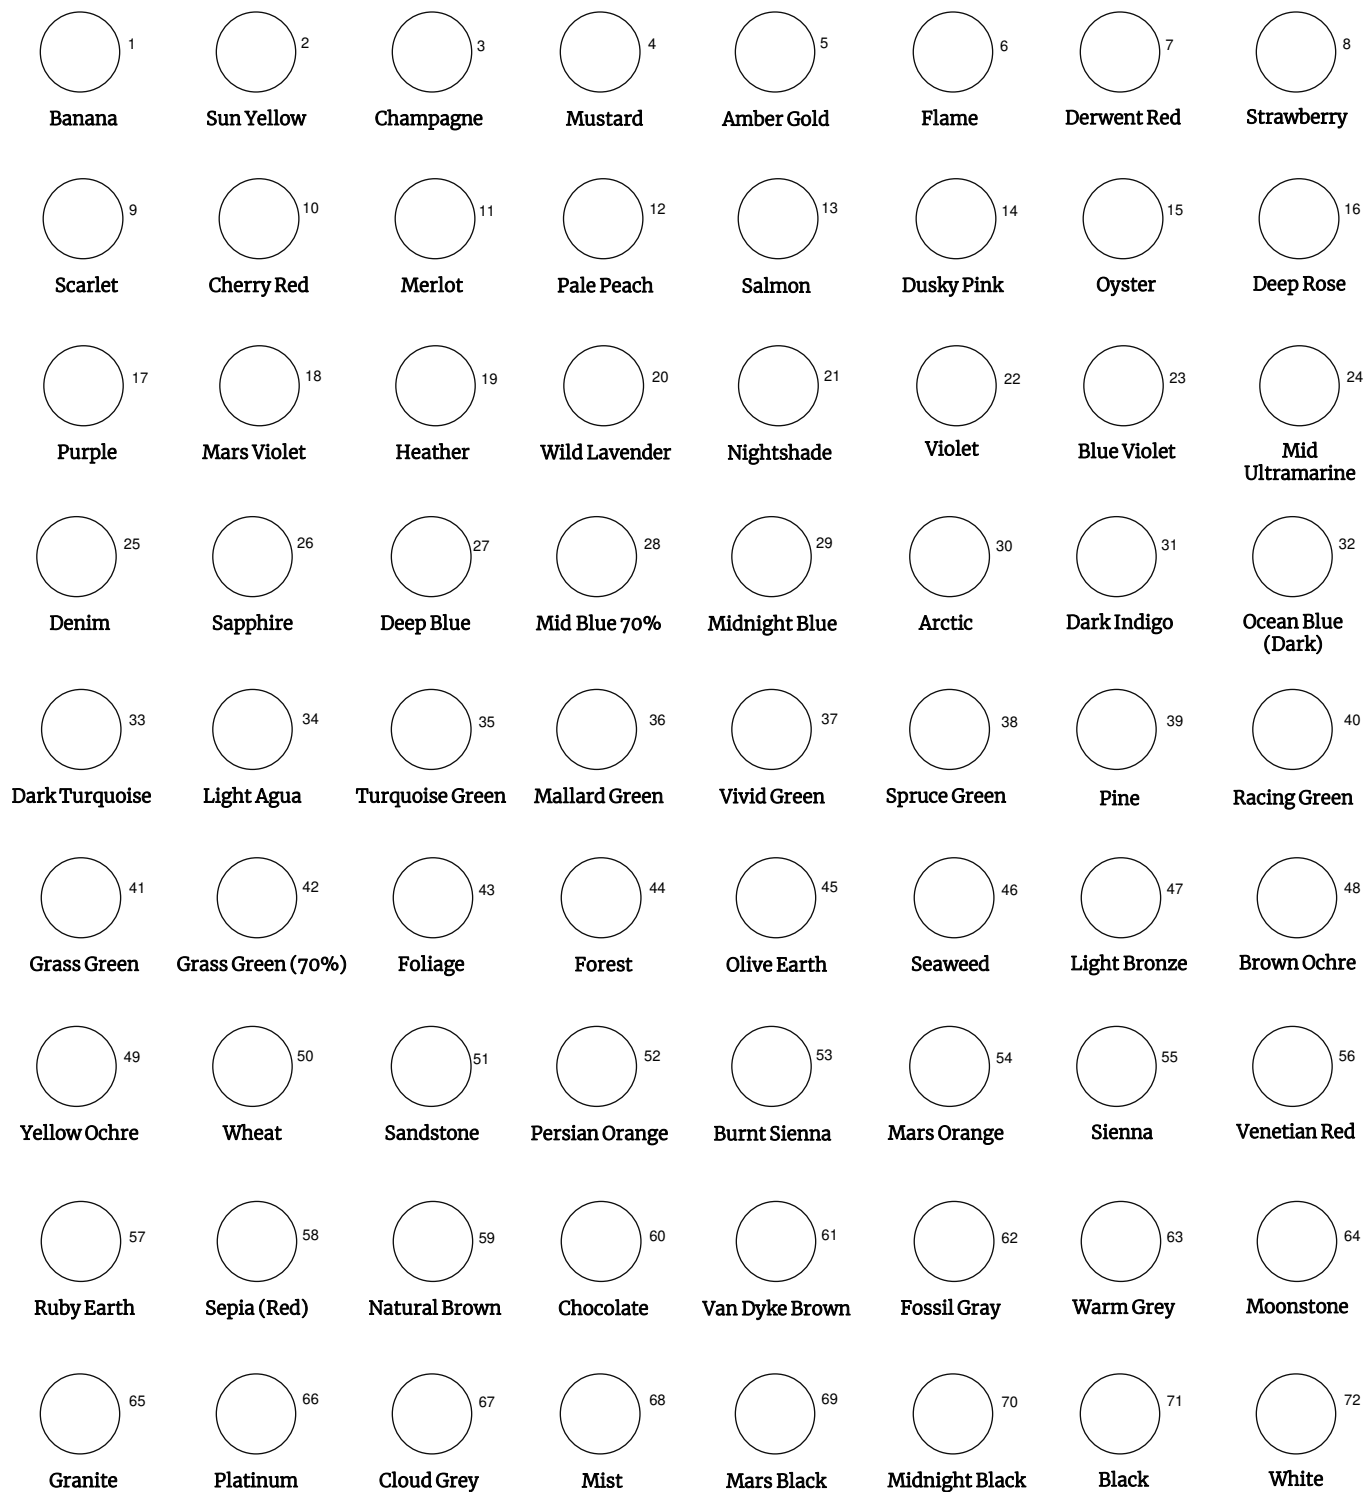 1 2 3 4 5 6 7 8
Banana Sun Yellow Champagne Mustard Amber Gold Flame Derwent Red Strawberry
9 10 11 12 13 14 15 16
Scarlet Cherry Red Merlot Pale Peach Salmon Dusky Pink Oyster Deep Rose
17 18 19 20 21 22 23 24
Purple Mars Violet Heather Wild Lavender Nightshade Violet Blue Violet Mid
Ultramarine
25 26 27 28 29 30 31 32
Denim Sapphire Deep Blue Mid Blue 70% Midnight Blue Arctic Dark Indigo Ocean Blue
(Dark)
33 34 35 36 37 38 39 40
Dark Turquoise Light Agua Turquoise Green Mallard Green Vivid Green Spruce Green Pine Racing Green
41 42 43 44 45 46 47 48
Grass Green Grass Green (70%) Foliage Forest Olive Earth Seaweed Light Bronze Brown Ochre
49 50 51 52 53 54 55 56
Yellow Ochre Wheat Sandstone Persian Orange Burnt Sienna Mars Orange Sienna Venetian Red
57 58 59 60 61 62 63 64
Ruby Earth Sepia (Red) Natural Brown Chocolate Van Dyke Brown Fossil Gray Warm Grey Moonstone
65 66 67 68 69 70 71 72
Granite Platinum Cloud Grey Mist Mars Black Midnight Black Black White